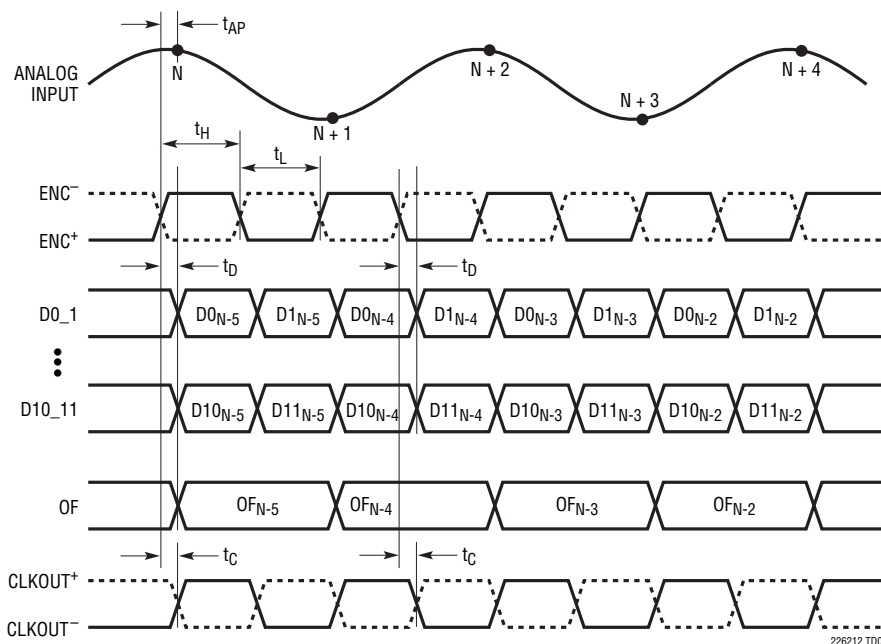 tAP
ANALOG
INPUT
N
N + 1
N + 2
N + 3
N + 4
tH
tL
ENC–
ENC+
tD
tD
D0_1
D0N-5
D1N-5
D0N-4
D1N-4
D0N-3
D1N-3
D0N-2
D1N-2
D10_11
D10N-5
D11N-5
D10N-4
D11N-4
D10N-3
D11N-3
D10N-2
D11N-2
OF
OFN-5
OFN-4
OFN-3
OFN-2
tC
tC
CLKOUT+
CLKOUT–